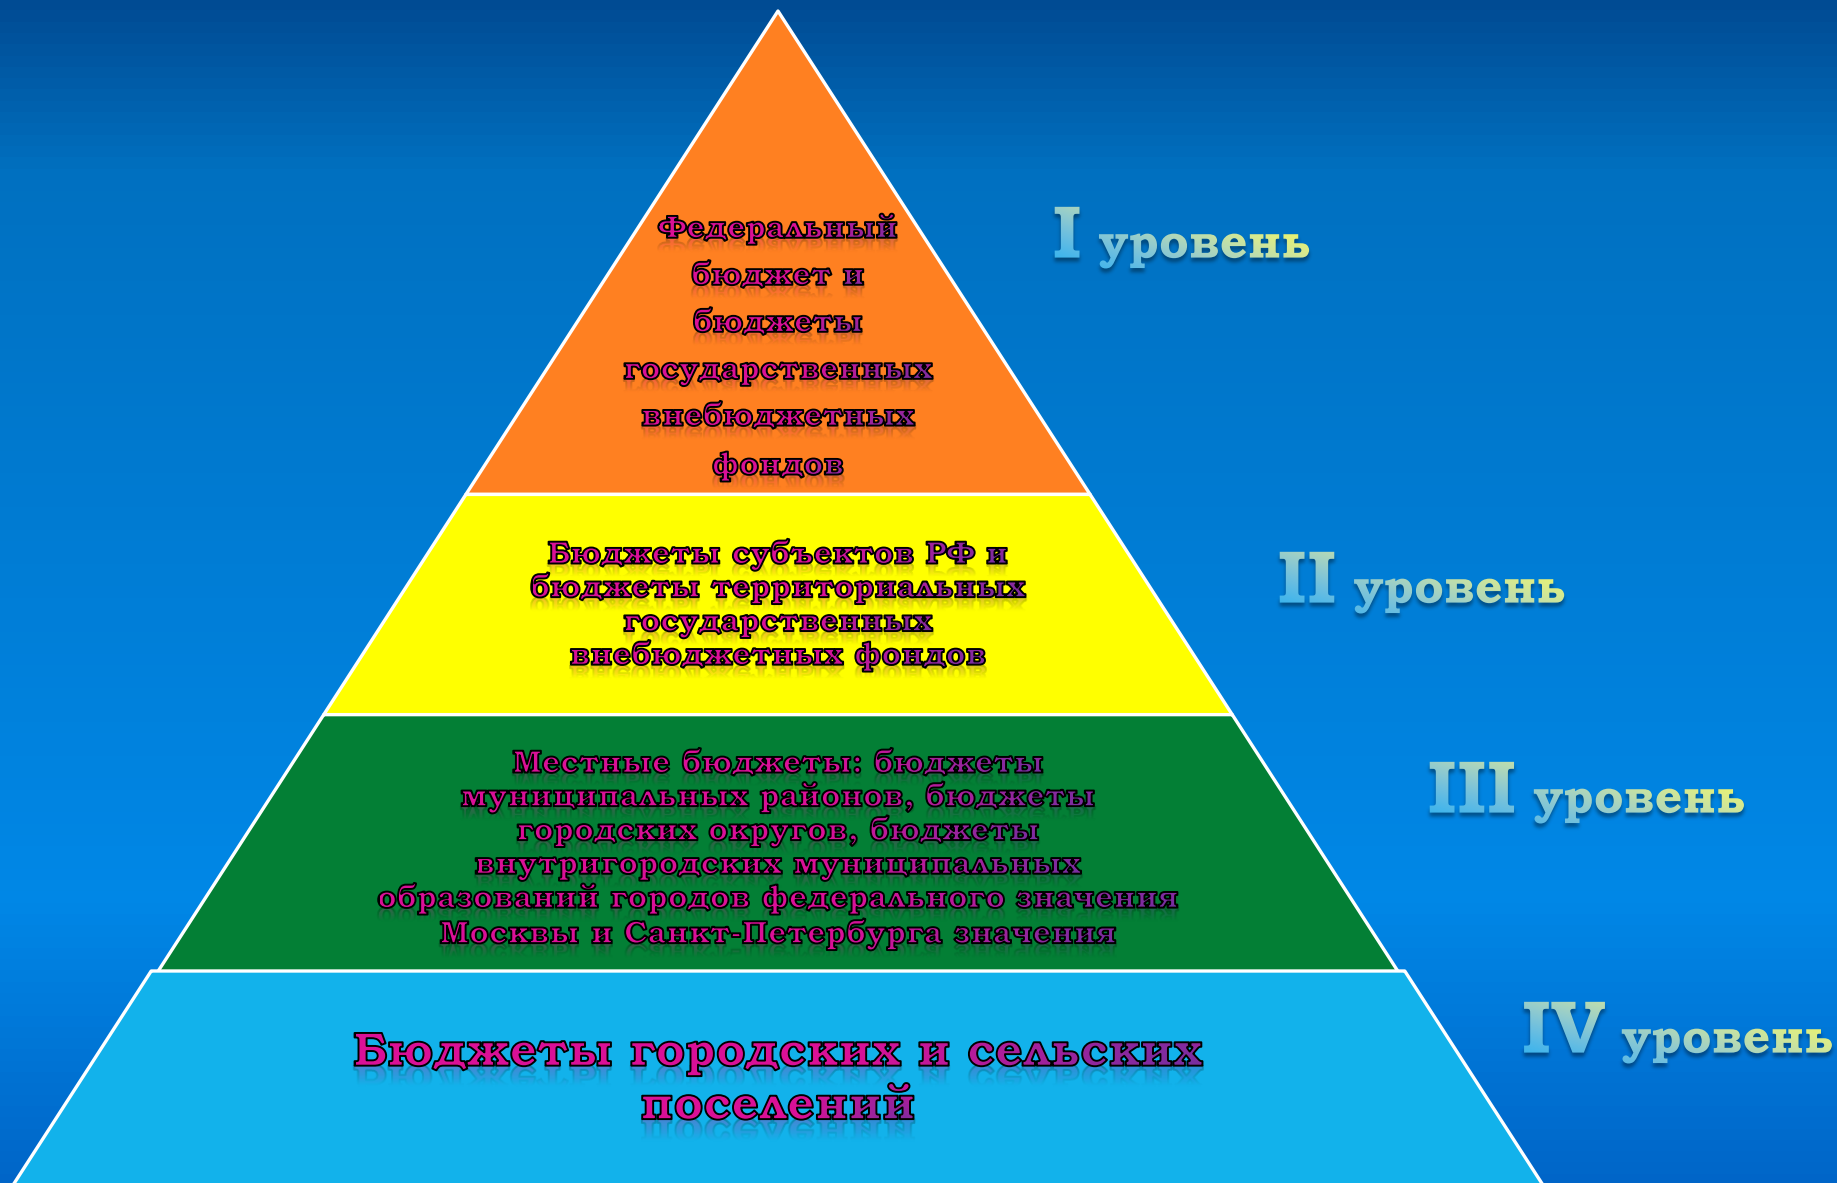 Федеральный
бюджет и
бюджеты
государственных
внебюджетных
фондов
I уровень
Бюджеты субъектов РФ и
бюджеты территориальных
государственных
внебюджетных фондов
II уровень
Местные бюджеты: бюджеты
муниципальных районов, бюджеты
городских округов, бюджеты
внутригородских муниципальных
образований городов федерального значения
Москвы и Санкт-Петербурга значения
III уровень
Бюджеты городских и сельских
поселений
IV уровень